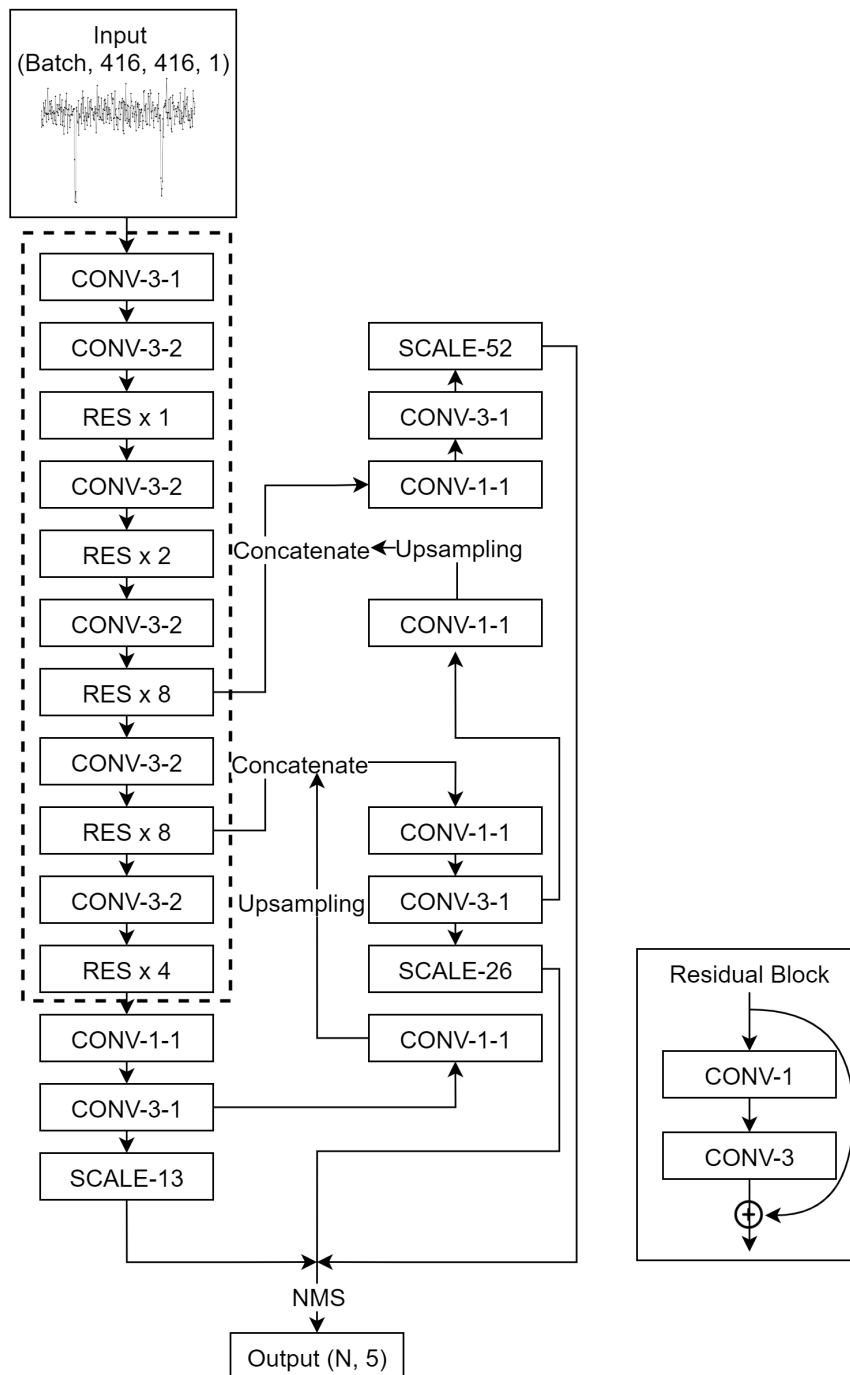 Input
(Batch, 416, 416, 1)
CONV-3-1
CONV-3-2
RES x 1
CONV-3-2
RES x 2
CONV-3-2
RES x 8
CONV-3-2
RES x 8
CONV-3-2
RES x 4
CONV-1-1
CONV-3-1
SCALE-13
SCALE-52
CONV-3-1
CONV-1-1
Concatenate
Upsampling
CONV-1-1
Concatenate
CONV-1-1
CONV-3-1
Upsampling
SCALE-26
CONV-1-1
NMS
Output (N, 5)
Residual Block
CONV-1
CONV-3